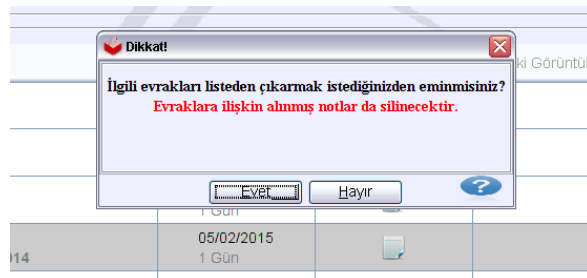 Dikkat!
ki Görüntü
İlgili evrakları listeden çıkarmak istediğinizden eminmisiniz?
Evraklara ilişkin alınmış notlar da silinecektir.
Evet
Hayır
1 Gün
05/02/2015
014
1 Gün